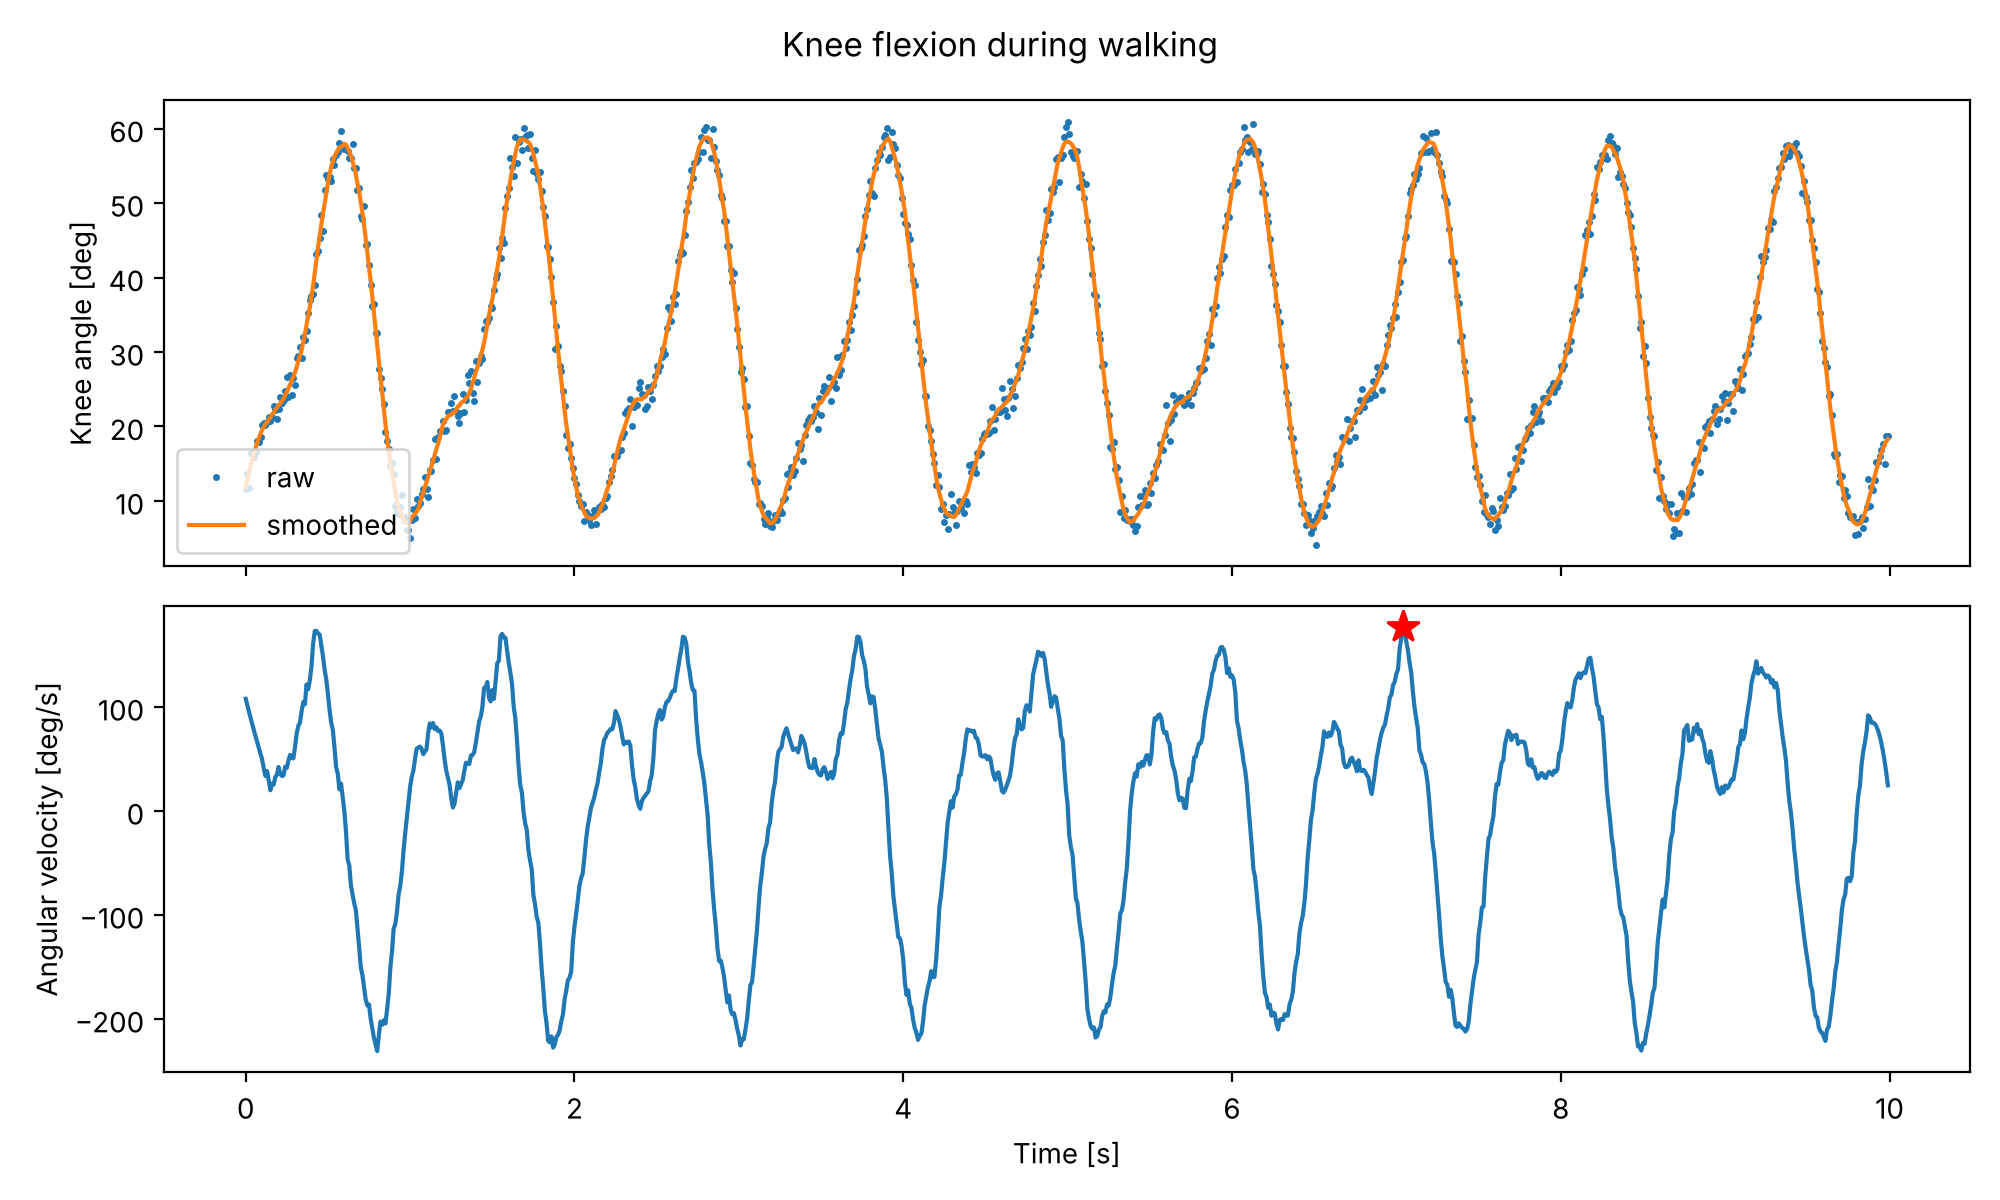 Knee flexion during walking
Knee angle [deg]
60
50
40
30
20
10
raw
smoothed
Angular velocity [deg/s]
100
0
−100
−200
0 2 4 6 8 10
Time [s]